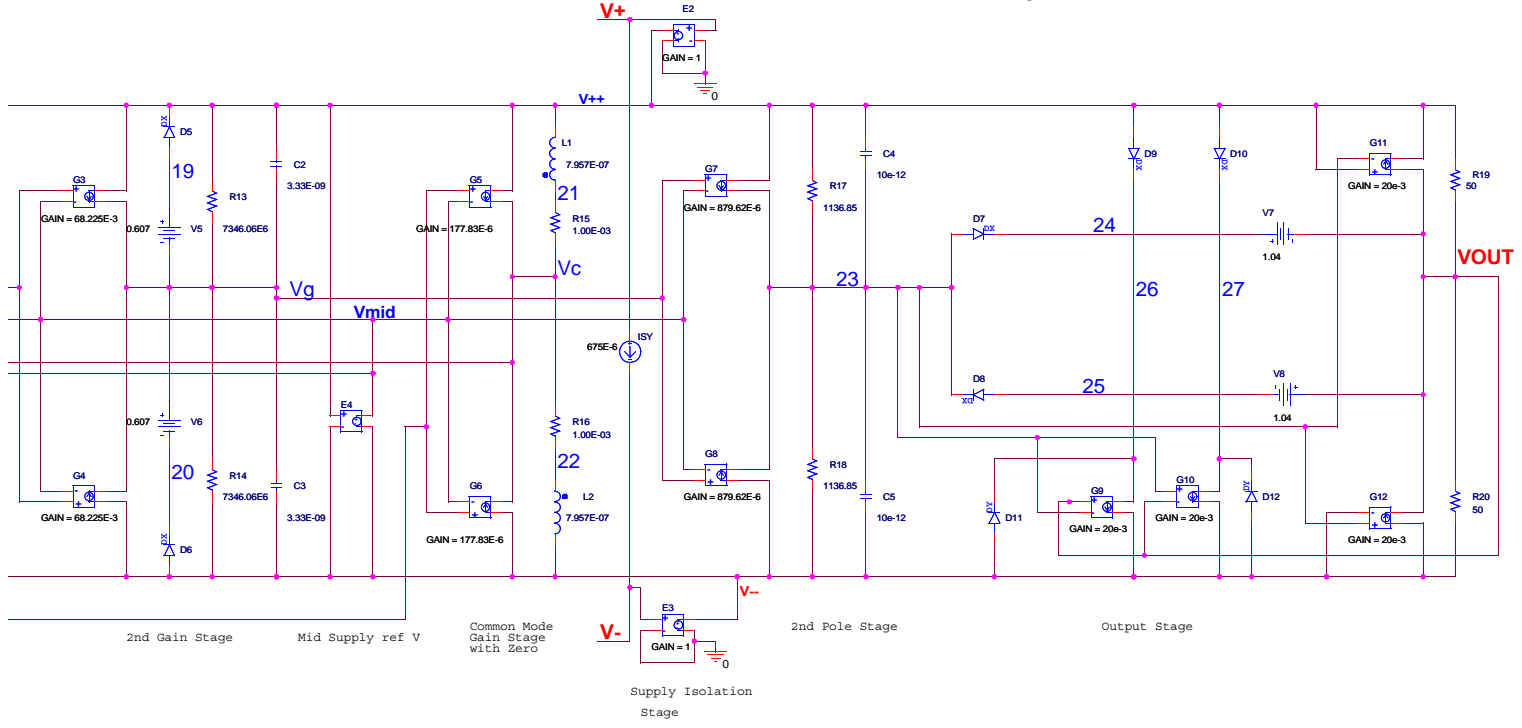 V+
E2
GAIN = 1
0
V++
DX
D5
19
G3
GAIN = 68.225E-3
R13
7346.06E6
C2
3.33E-09
0.607
V5
Vg
Vmid
G5
GAIN = 177.83E-6
L1
7.957E-07
21
R15
1.00E-03
Vc
G7
GAIN = 879.62E-6
R17
1136.85
C4
10e-12
23
D7
DX
24
V7
1.04
D9
DX
D10
DX
26
27
G11
GAIN = 20e-3
R19
50
VOUT
675E-6
ISY
E4
0.607
V6
20
G4
GAIN = 68.225E-3
R14
7346.06E6
C3
3.33E-09
DX
D6
R16
1.00E-03
22
G6
GAIN = 177.83E-6
L2
7.957E-07
G8
GAIN = 879.62E-6
R18
1136.85
C5
10e-12
D8
DX
25
V8
1.04
DY
D11
G9
GAIN = 20e-3
G10
GAIN = 20e-3
DY
D12
G12
GAIN = 20e-3
R20
50
V--
V-
E3
GAIN = 1
0
2nd Gain Stage
Mid Supply ref V
Common Mode
Gain Stage
with Zero
2nd Pole Stage
Output Stage
Supply Isolation
Stage